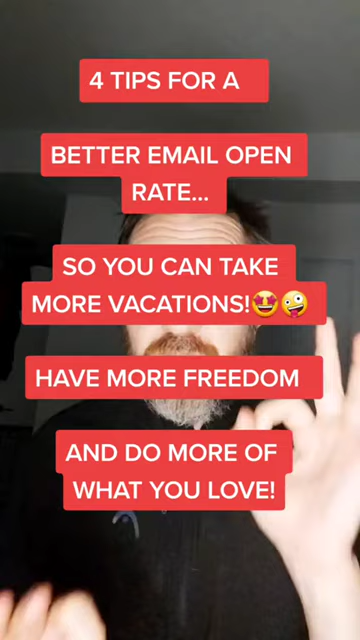 4 TIPS FOR A
BETTER EMAIL OPEN
RATE...
SO YOU CAN TAKE
MORE VACATIONS!🤩🤪
HAVE MORE FREEDOM
AND DO MORE OF
WHAT YOU LOVE!